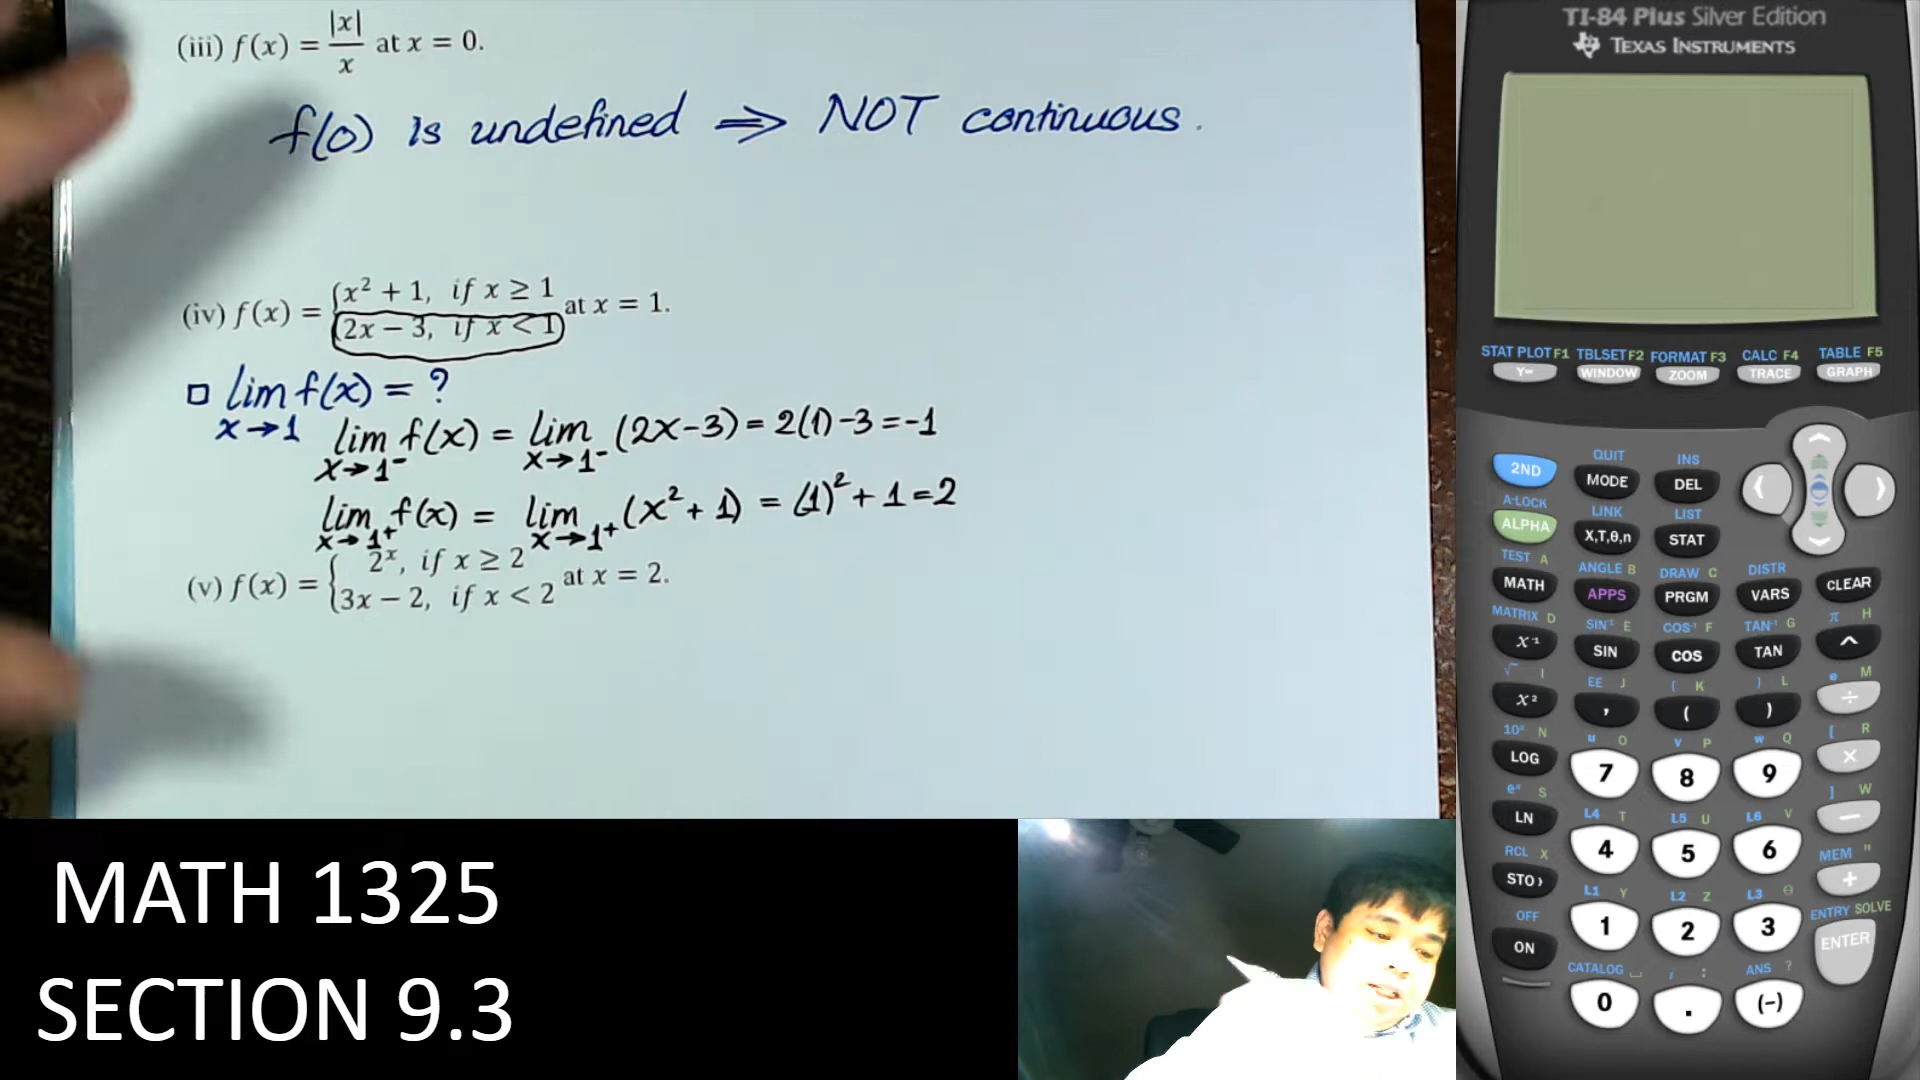 (iii) f(x) = |x|/x at x = 0.
f(0) is undefined ⇒ NOT continuous.
(iv) f(x) = { x² + 1, if x ≥ 1
2x − 3, if x < 1 at x = 1.
□ lim f(x) = ?
x→1
lim f(x) = lim (2x-3) = 2(1)-3 = -1
x→1⁻ x→1⁻
lim f(x) = lim (x²+1) = (1)²+1 = 2
x→1⁺ x→1⁺
(v) f(x) = { 2ˣ, if x ≥ 2
3x − 2, if x < 2 at x = 2.
MATH 1325
SECTION 9.3
TI-84 Plus Silver Edition
TEXAS INSTRUMENTS
STAT PLOT F1 TBLSET F2 FORMAT F3 CALC F4 TABLE F5
Y= WINDOW ZOOM TRACE GRAPH
QUIT INS
2ND MODE DEL
A-LOCK LINK LIST
ALPHA X,T,θ,n STAT
TEST A ANGLE B DRAW C DISTR
MATH APPS PRGM VARS CLEAR
MATRIX D SIN⁻¹ E COS⁻¹ F TAN⁻¹ G π H
x⁻¹ SIN COS TAN ^
√ I EE J { K } L e M
x² , ( ) ÷
10ˣ N u O v P w Q [ R
LOG 7 8 9 ×
eˣ S L4 T L5 U L6 V ] W
LN 4 5 6 −
RCL X L1 Y L2 Z L3 θ MEM "
STO› 1 2 3 +
OFF CATALOG ⎵ i : ANS ? ENTRY SOLVE
ON 0 . (−) ENTER